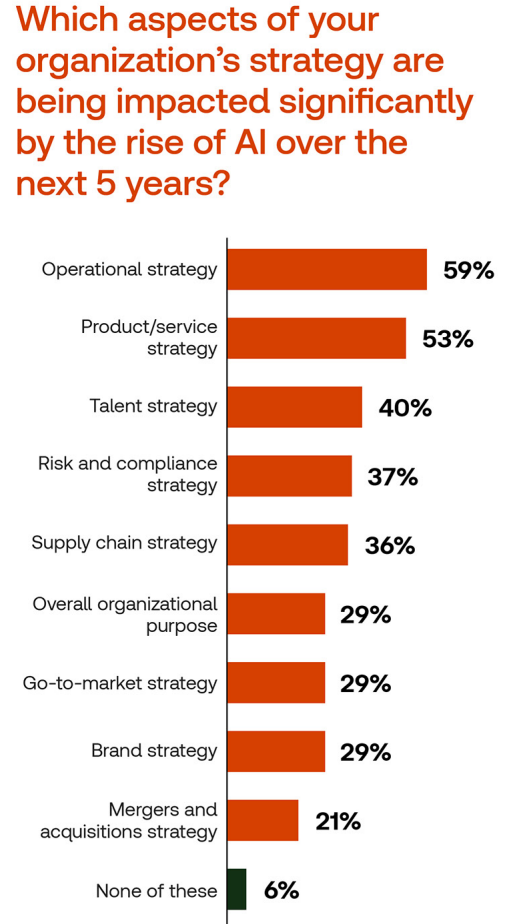 Which aspects of your
organization’s strategy are
being impacted significantly
by the rise of AI over the
next 5 years?
Operational strategy 59%
Product/service
strategy 53%
Talent strategy 40%
Risk and compliance
strategy 37%
Supply chain strategy 36%
Overall organizational
purpose 29%
Go-to-market strategy 29%
Brand strategy 29%
Mergers and
acquisitions strategy 21%
None of these 6%